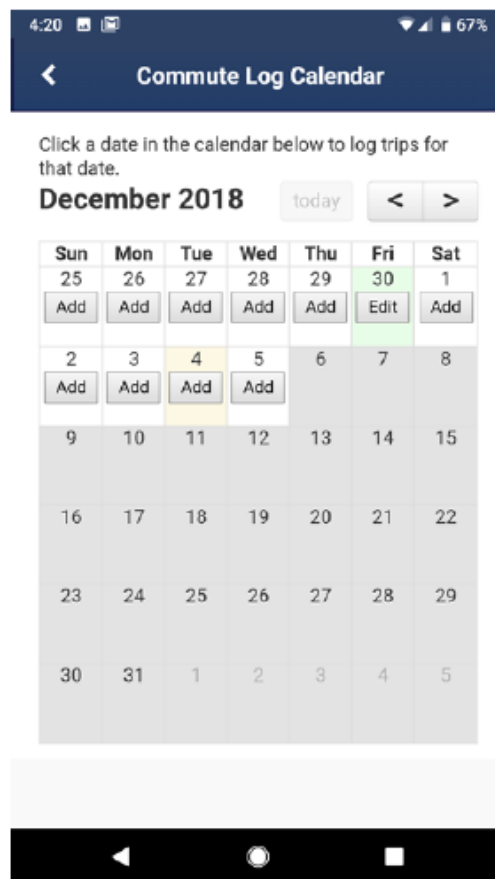 4:20 67%
Commute Log Calendar
Click a date in the calendar below to log trips for
that date.
December 2018 today < >
Sun Mon Tue Wed Thu Fri Sat
25 26 27 28 29 30 1
Add Add Add Add Add Edit Add
2 3 4 5 6 7 8
Add Add Add Add
9 10 11 12 13 14 15
16 17 18 19 20 21 22
23 24 25 26 27 28 29
30 31 1 2 3 4 5